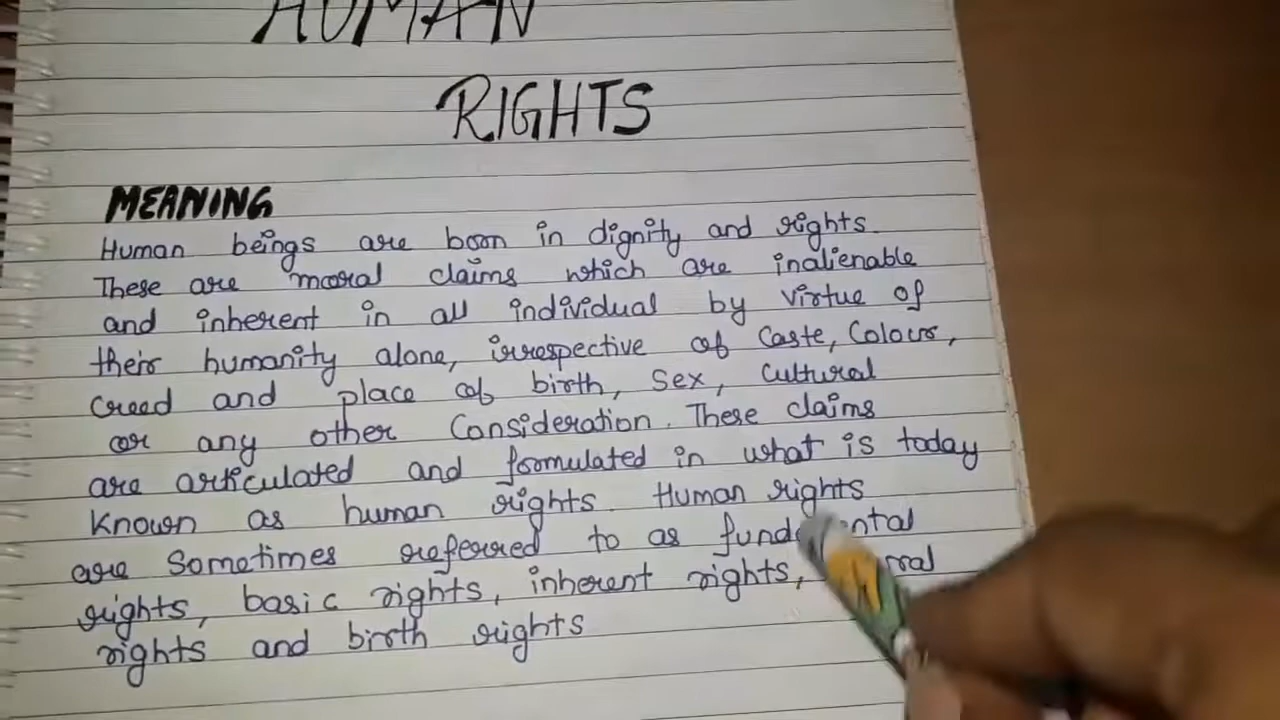 HUMAN
RIGHTS
MEANING
Human beings are born in dignity and rights.
These are moral claims which are inalienable
and inherent in all individual by virtue of
their humanity alone, irrespective of Caste, Colour,
creed and place of birth, Sex, Cultural
or any other Consideration. These claims
are articulated and formulated in what is today
Known as human rights. Human rights
are Sometimes referred to as
rights, basic rights, inherent rights,
rights and birth rights